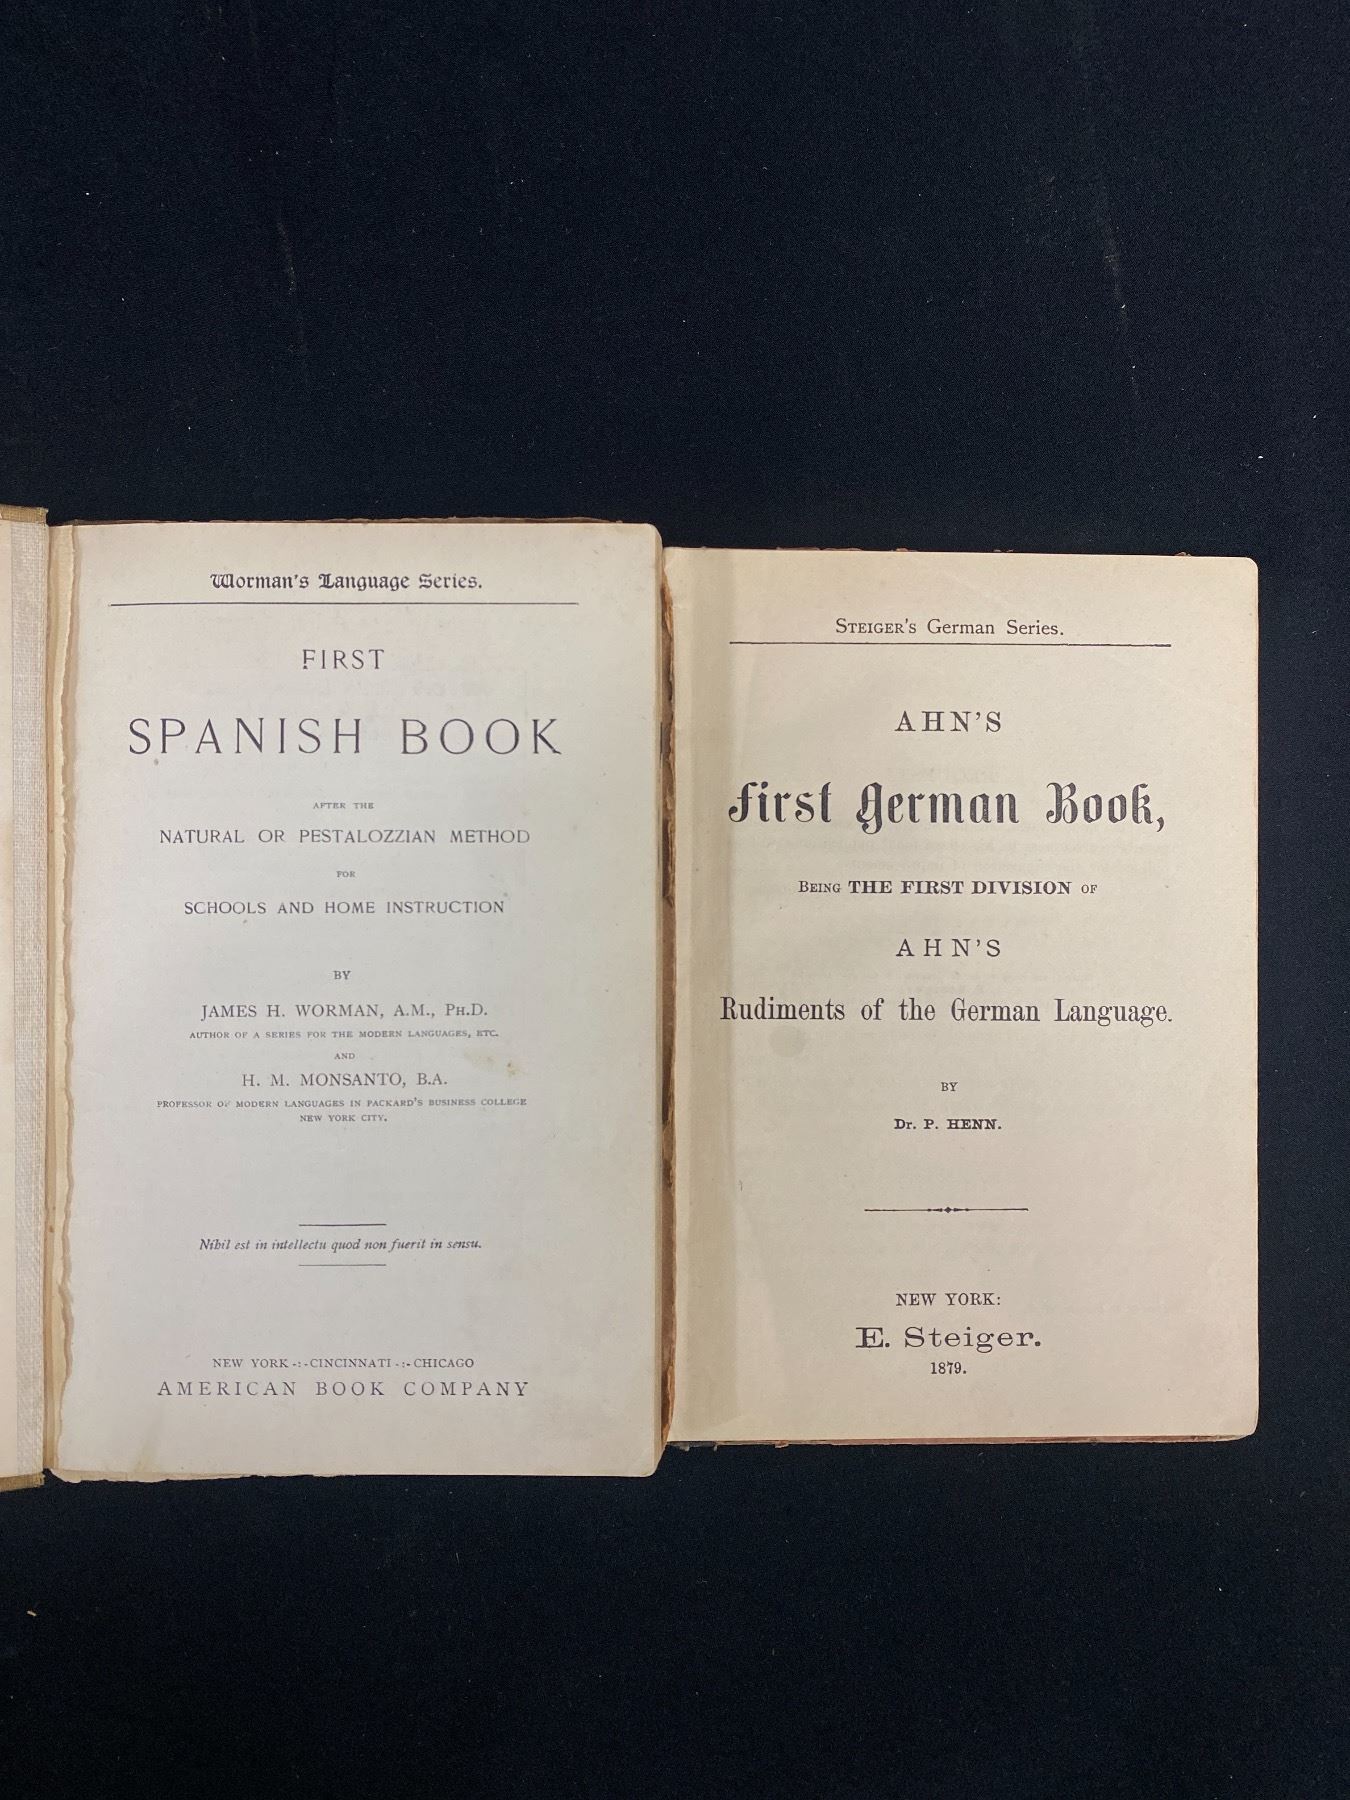 Worman's Language Series.
FIRST
SPANISH BOOK
AFTER THE
NATURAL OR PESTALOZZIAN METHOD
FOR
SCHOOLS AND HOME INSTRUCTION
BY
JAMES H. WORMAN, A.M., PH.D.
AUTHOR OF A SERIES FOR THE MODERN LANGUAGES, ETC.
AND
H. M. MONSANTO, B.A.
PROFESSOR OF MODERN LANGUAGES IN PACKARD'S BUSINESS COLLEGE
NEW YORK CITY.
Nihil est in intellectu quod non fuerit in sensu.
NEW YORK -:- CINCINNATI -:- CHICAGO
AMERICAN BOOK COMPANY
STEIGER'S German Series.
AHN'S
First German Book,
BEING THE FIRST DIVISION OF
AHN'S
Rudiments of the German Language.
BY
Dr. P. HENN.
NEW YORK:
E. Steiger.
1879.